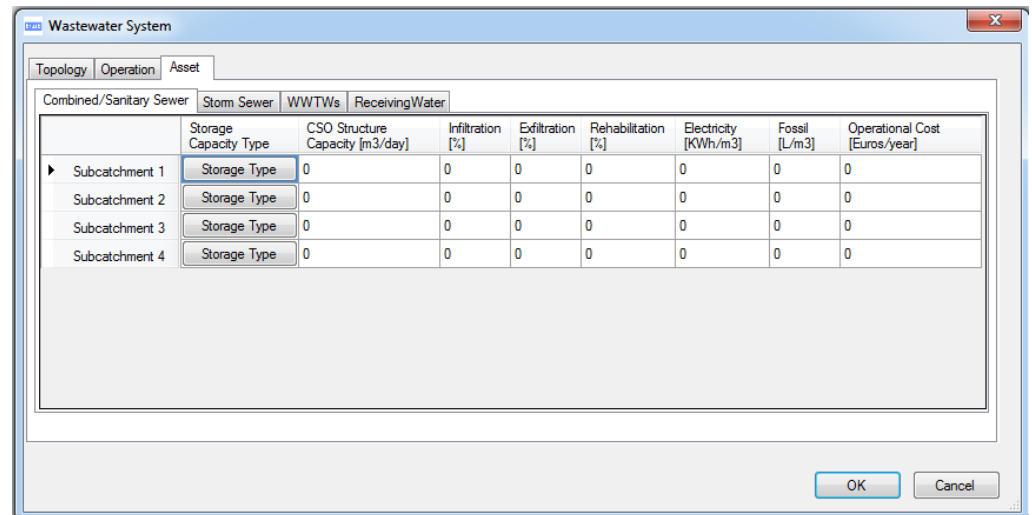 Wastewater System
Topology Operation Asset
Combined/Sanitary Sewer Storm Sewer WWTWs ReceivingWater
Storage CSO Structure Infiltration Exfiltration Rehabilitation Electricity Fossil Operational Cost
Capacity Type Capacity [m3/day] [%] [%] [%] [KWh/m3] [L/m3] [Euros/year]
Subcatchment 1 Storage Type 0 0 0 0 0 0 0
Subcatchment 2 Storage Type 0 0 0 0 0 0 0
Subcatchment 3 Storage Type 0 0 0 0 0 0 0
Subcatchment 4 Storage Type 0 0 0 0 0 0 0
OK Cancel